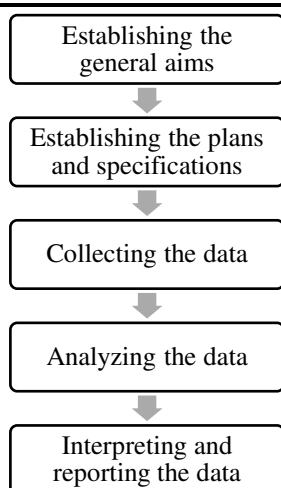 Establishing the
general aims
Establishing the plans
and specifications
Collecting the data
Analyzing the data
Interpreting and
reporting the data